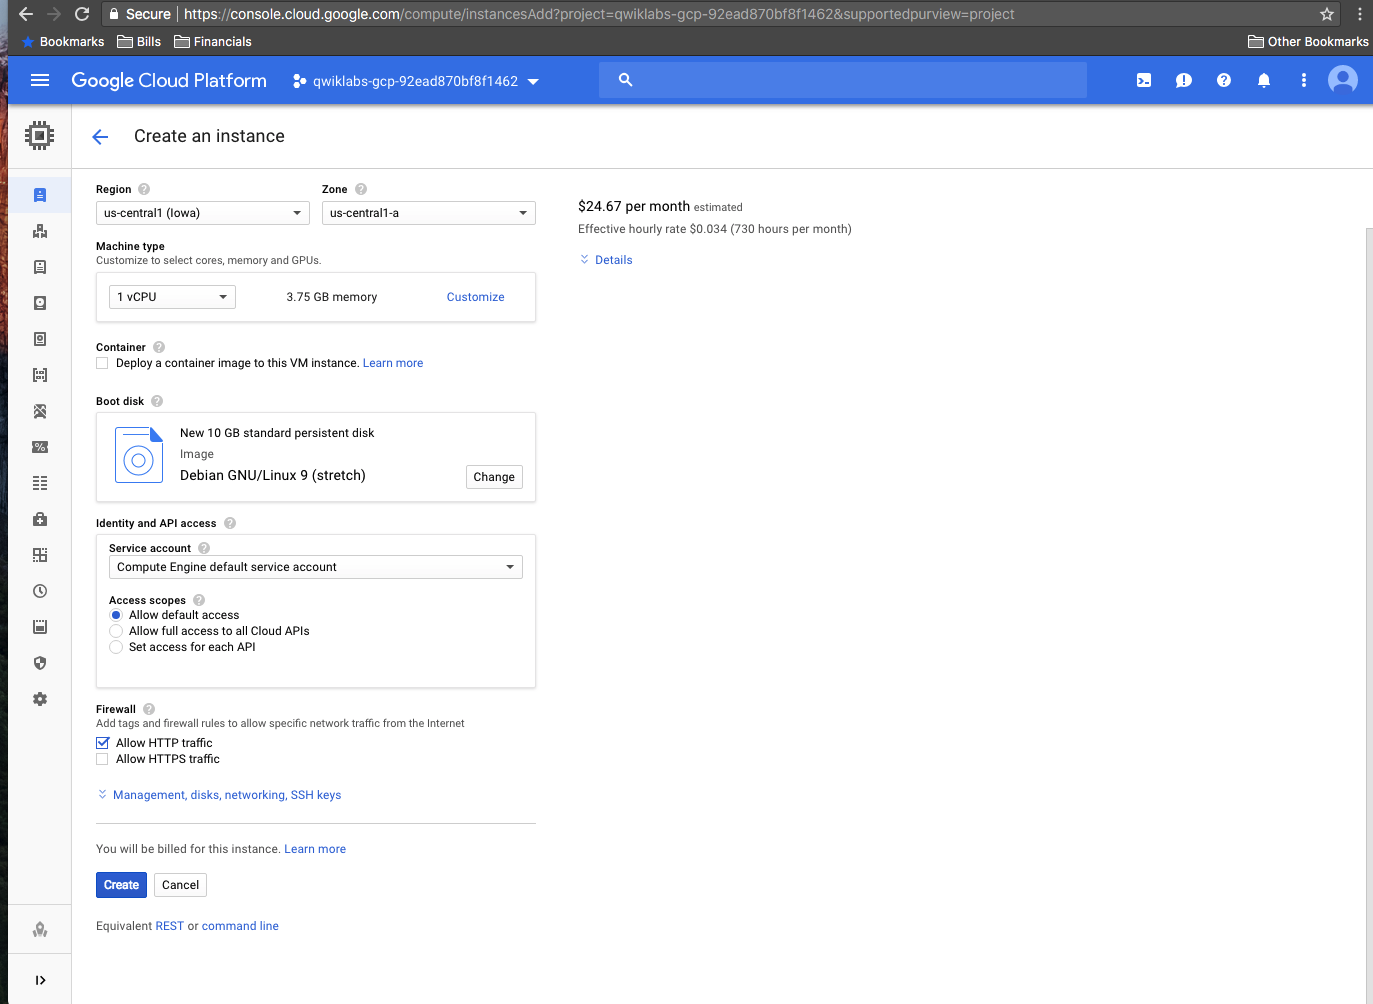 Secure | https://console.cloud.google.com/compute/instancesAdd?project=qwiklabs-gcp-92ead870bf8f1462&supportedpurview=project
Bookmarks Bills Financials Other Bookmarks
Google Cloud Platform qwiklabs-gcp-92ead870bf8f1462
Create an instance
Region Zone
us-central1 (Iowa) us-central1-a
$24.67 per month estimated
Effective hourly rate $0.034 (730 hours per month)
Details
Machine type
Customize to select cores, memory and GPUs.
1 vCPU 3.75 GB memory Customize
Container
Deploy a container image to this VM instance. Learn more
Boot disk
New 10 GB standard persistent disk
Image
Debian GNU/Linux 9 (stretch)
Change
Identity and API access
Service account
Compute Engine default service account
Access scopes
Allow default access
Allow full access to all Cloud APIs
Set access for each API
Firewall
Add tags and firewall rules to allow specific network traffic from the Internet
Allow HTTP traffic
Allow HTTPS traffic
Management, disks, networking, SSH keys
You will be billed for this instance. Learn more
Create Cancel
Equivalent REST or command line